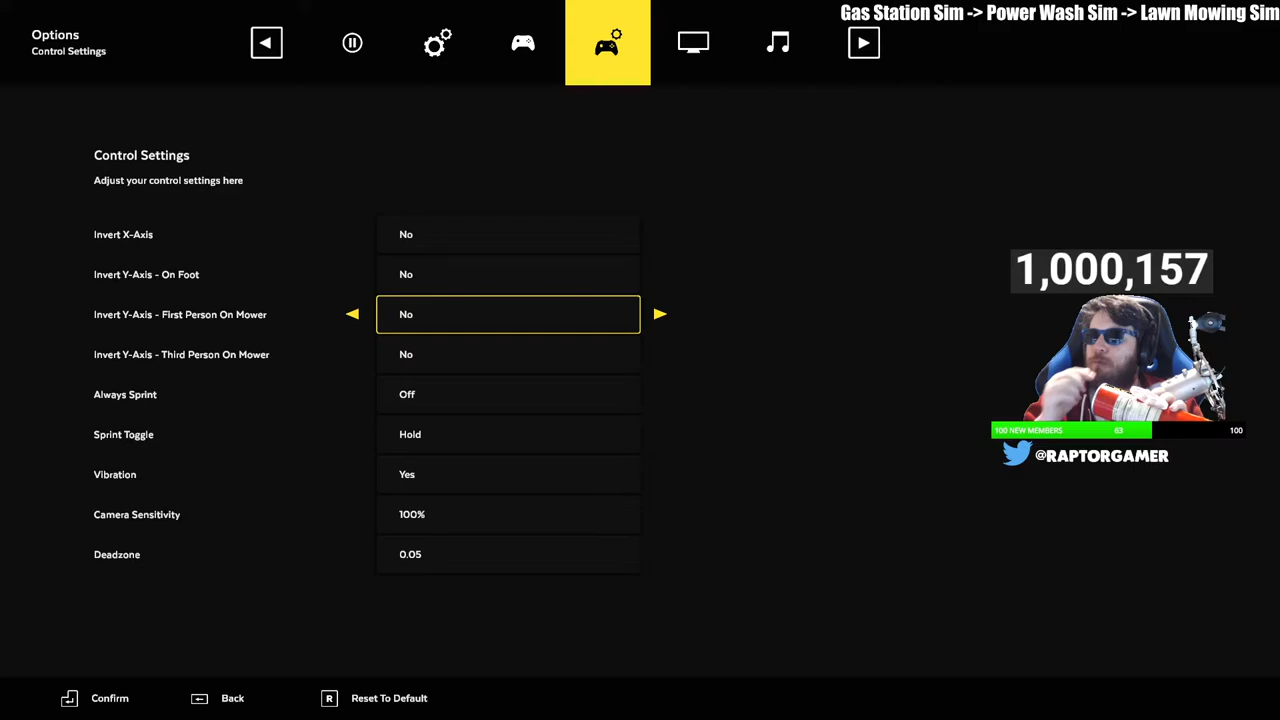 Gas Station Sim -> Power Wash Sim -> Lawn Mowing Sim
Options
Control Settings
Control Settings
Adjust your control settings here
Invert X-Axis No
Invert Y-Axis - On Foot No
Invert Y-Axis - First Person On Mower No
Invert Y-Axis - Third Person On Mower No
Always Sprint Off
Sprint Toggle Hold
Vibration Yes
Camera Sensitivity 100%
Deadzone 0.05
1,000,157
100 NEW MEMBERS 63 100
@RAPTORGAMER
Confirm Back R Reset To Default